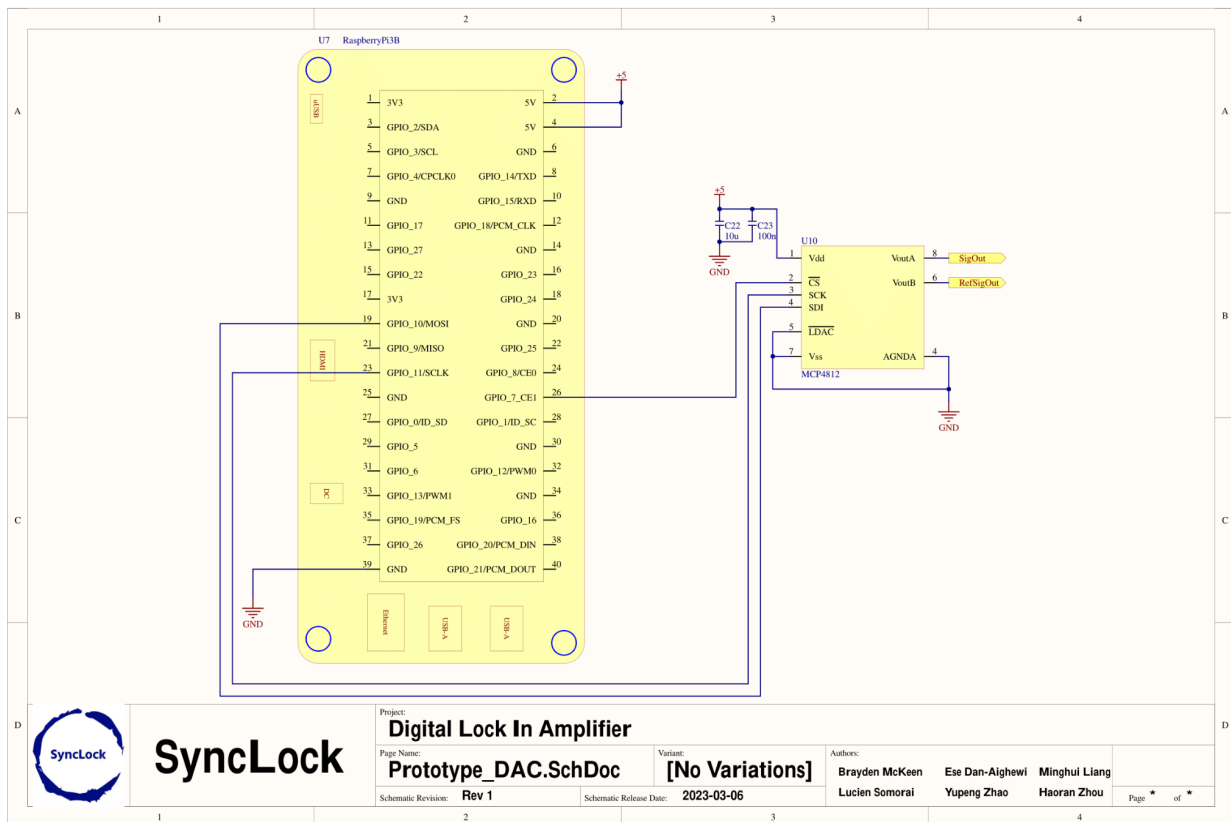 1 2 3 4
U7 RaspberryPi3B
A A
uUSB
+5
1 3V3 5V 2
3 GPIO_2/SDA 5V 4
5 GPIO_3/SCL GND 6
7 GPIO_4/CPCLK0 GPIO_14/TXD 8
9 GND GPIO_15/RXD 10
11 GPIO_17 GPIO_18/PCM_CLK 12
13 GPIO_27 GND 14
15 GPIO_22 GPIO_23 16
17 3V3 GPIO_24 18
19 GPIO_10/MOSI GND 20
21 GPIO_9/MISO GPIO_25 22
23 GPIO_11/SCLK GPIO_8/CE0 24
25 GND GPIO_7_CE1 26
27 GPIO_0/ID_SD GPIO_1/ID_SC 28
29 GPIO_5 GND 30
31 GPIO_6 GPIO_12/PWM0 32
33 GPIO_13/PWM1 GND 34
35 GPIO_19/PCM_FS GPIO_16 36
37 GPIO_26 GPIO_20/PCM_DIN 38
39 GND GPIO_21/PCM_DOUT 40
HDMI
DC
Ethernet
USB-A
USB-A
GND
+5
C22 C23
10u 100n
GND
U10
1 Vdd VoutA 8 SigOut
2 CS VoutB 6 RefSigOut
3 SCK
4 SDI
5 LDAC
7 Vss AGNDA 4
MCP4812
GND
B B
C C
D D
SyncLock
SyncLock
Project:
Digital Lock In Amplifier
Page Name:
Prototype_DAC.SchDoc
Variant:
[No Variations]
Schematic Revision: Rev 1
Schematic Release Date: 2023-03-06
Authors:
Brayden McKeen Ese Dan-Aighewi Minghui Liang
Lucien Somorai Yupeng Zhao Haoran Zhou
Page * of *
1 2 3 4